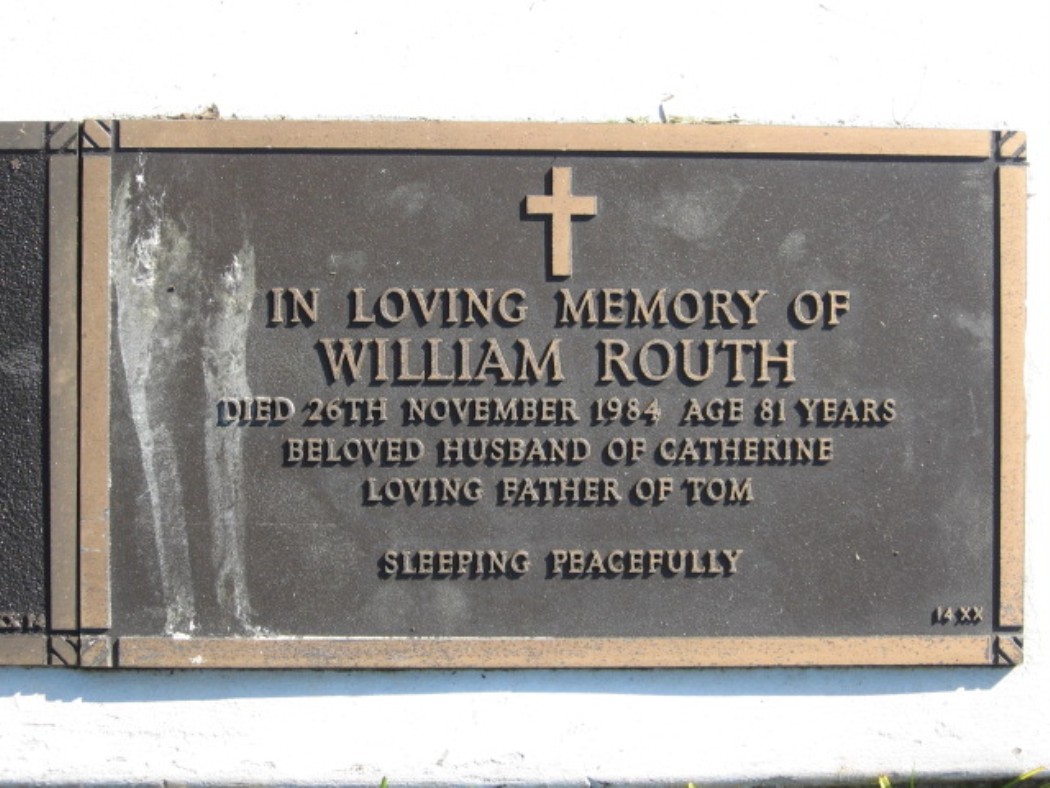 IN LOVING MEMORY OF
WILLIAM ROUTH
DIED 26TH NOVEMBER 1984 AGE 81 YEARS
BELOVED HUSBAND OF CATHERINE
LOVING FATHER OF TOM
SLEEPING PEACEFULLY
14 XX